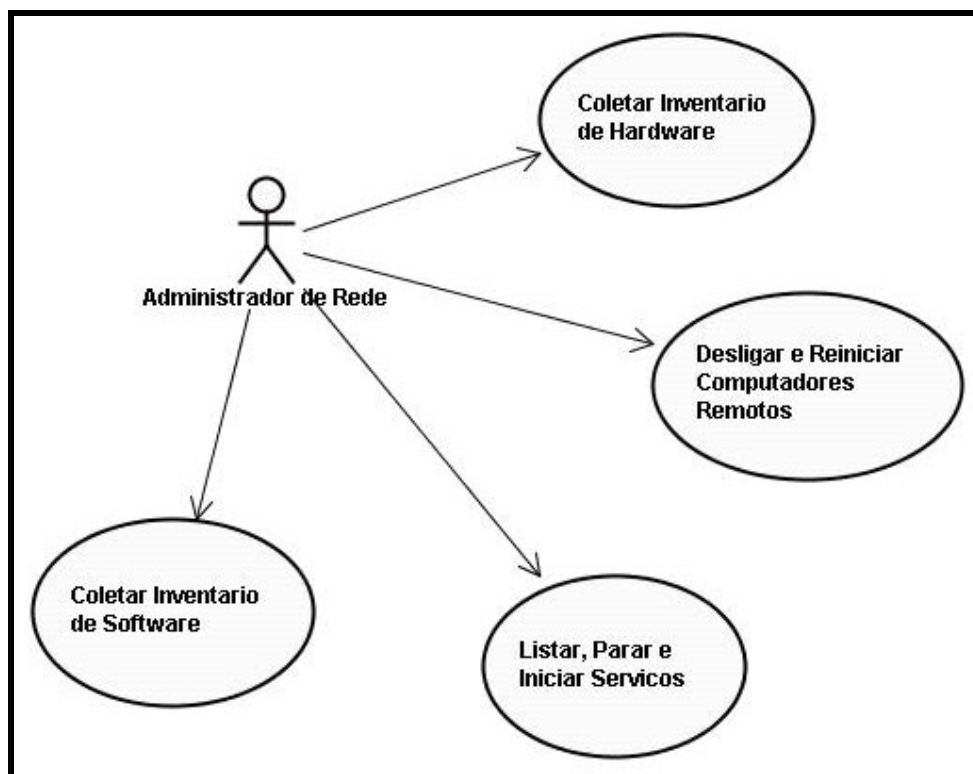 Coletar Inventario
de Hardware
Administrador de Rede
Desligar e Reiniciar
Computadores
Remotos
Coletar Inventario
de Software
Listar, Parar e
Iniciar Servicos